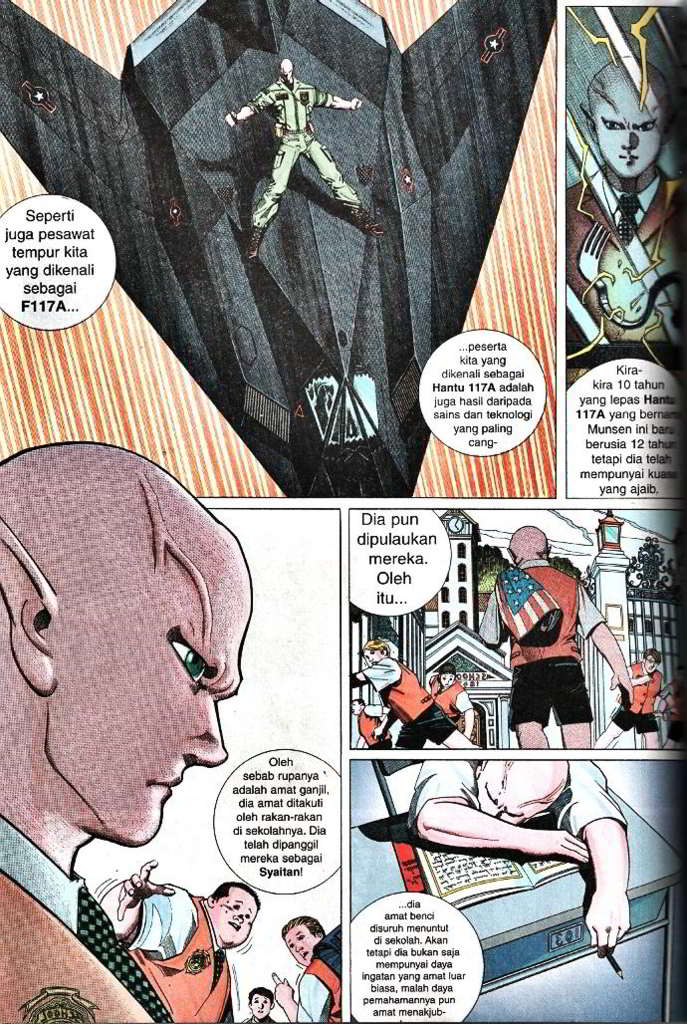 Seperti
juga pesawat
tempur kita
yang dikenali
sebagai
F117A...
...peserta
kita yang
dikenali sebagai
Hantu 117A adalah
juga hasil daripada
sains dan teknologi
yang paling
cang-
Kira-
kira 10 tahun
yang lepas Hantu
117A yang bernama
Munsen ini baru
berusia 12 tahun
tetapi dia telah
mempunyai kuasa
yang ajaib.
Oleh
sebab rupanya
adalah amat ganjil,
dia amat ditakuti
oleh rakan-rakan
di sekolahnya. Dia
telah dipanggil
mereka sebagai
Syaitan!
Dia pun
dipulaukan
mereka.
Oleh
itu...
...dia
amat benci
disuruh menuntut
di sekolah. Akan
tetapi dia bukan saja
mempunyai daya
ingatan yang amat luar
biasa, malah daya
pemahamannya pun
amat menakjub-